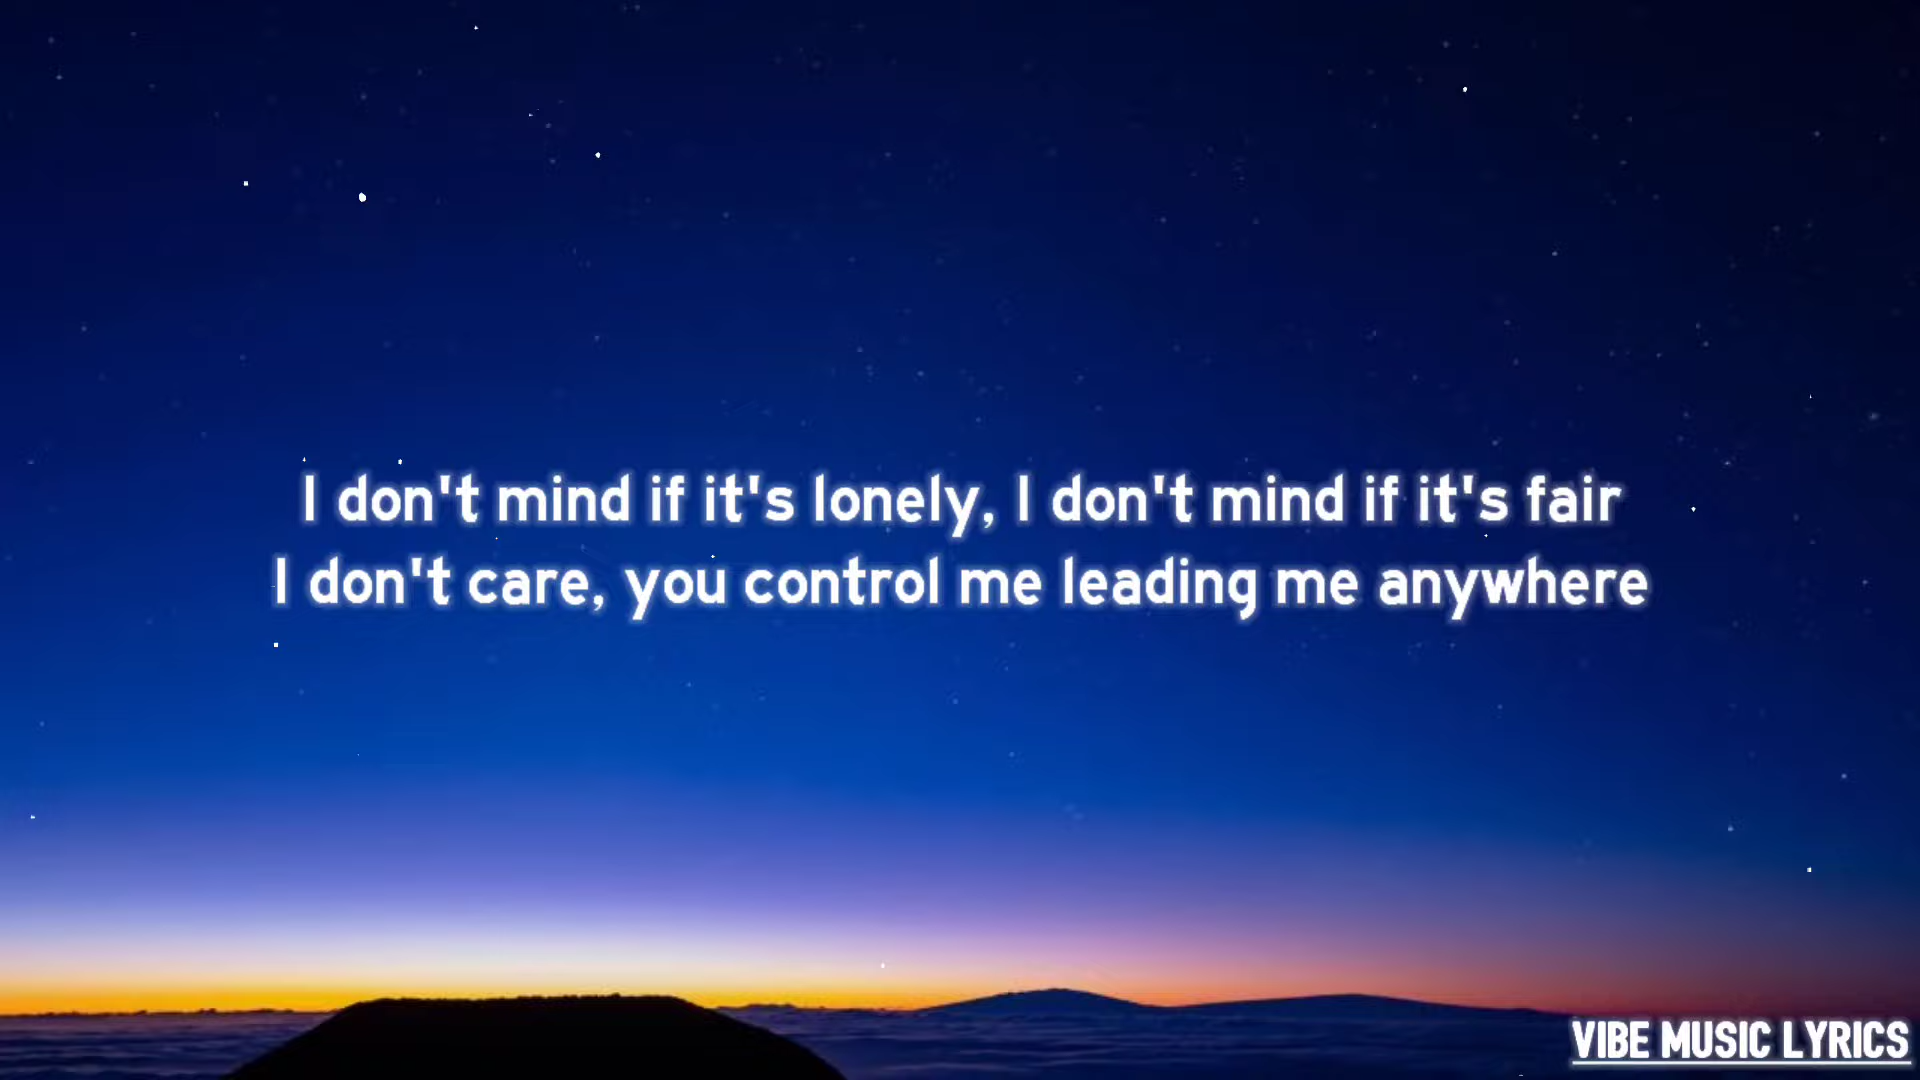 I don't mind if it's lonely, I don't mind if it's fair
I don't care, you control me leading me anywhere
VIBE MUSIC LYRICS